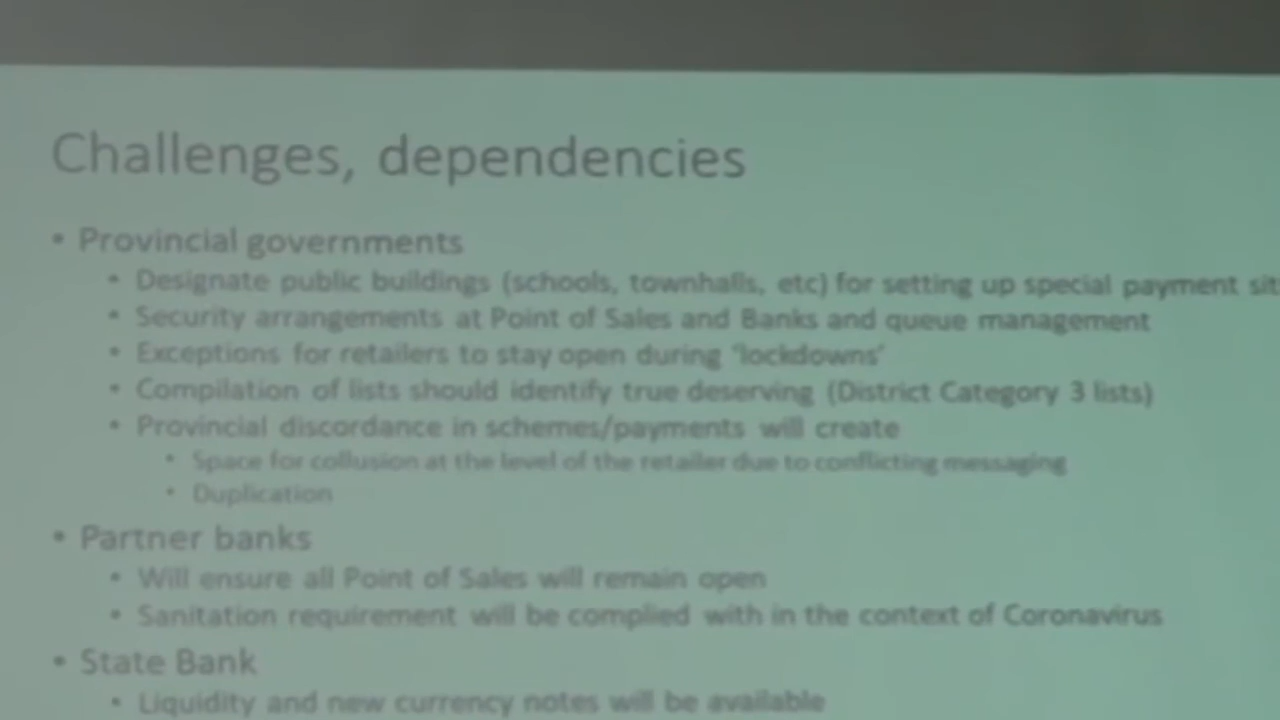 Challenges, dependencies
• Provincial governments
• Designate public buildings (schools, townhalls, etc) for setting up special payment sit
• Security arrangements at Point of Sales and Banks and queue management
• Exceptions for retailers to stay open during 'lockdowns'
• Compilation of lists should identify true deserving (District Category 3 lists)
• Provincial discordance in schemes/payments will create
• Space for collusion at the level of the retailer due to conflicting messaging
• Duplication
• Partner banks
• Will ensure all Point of Sales will remain open
• Sanitation requirement will be complied with in the context of Coronavirus
• State Bank
• Liquidity and new currency notes will be available